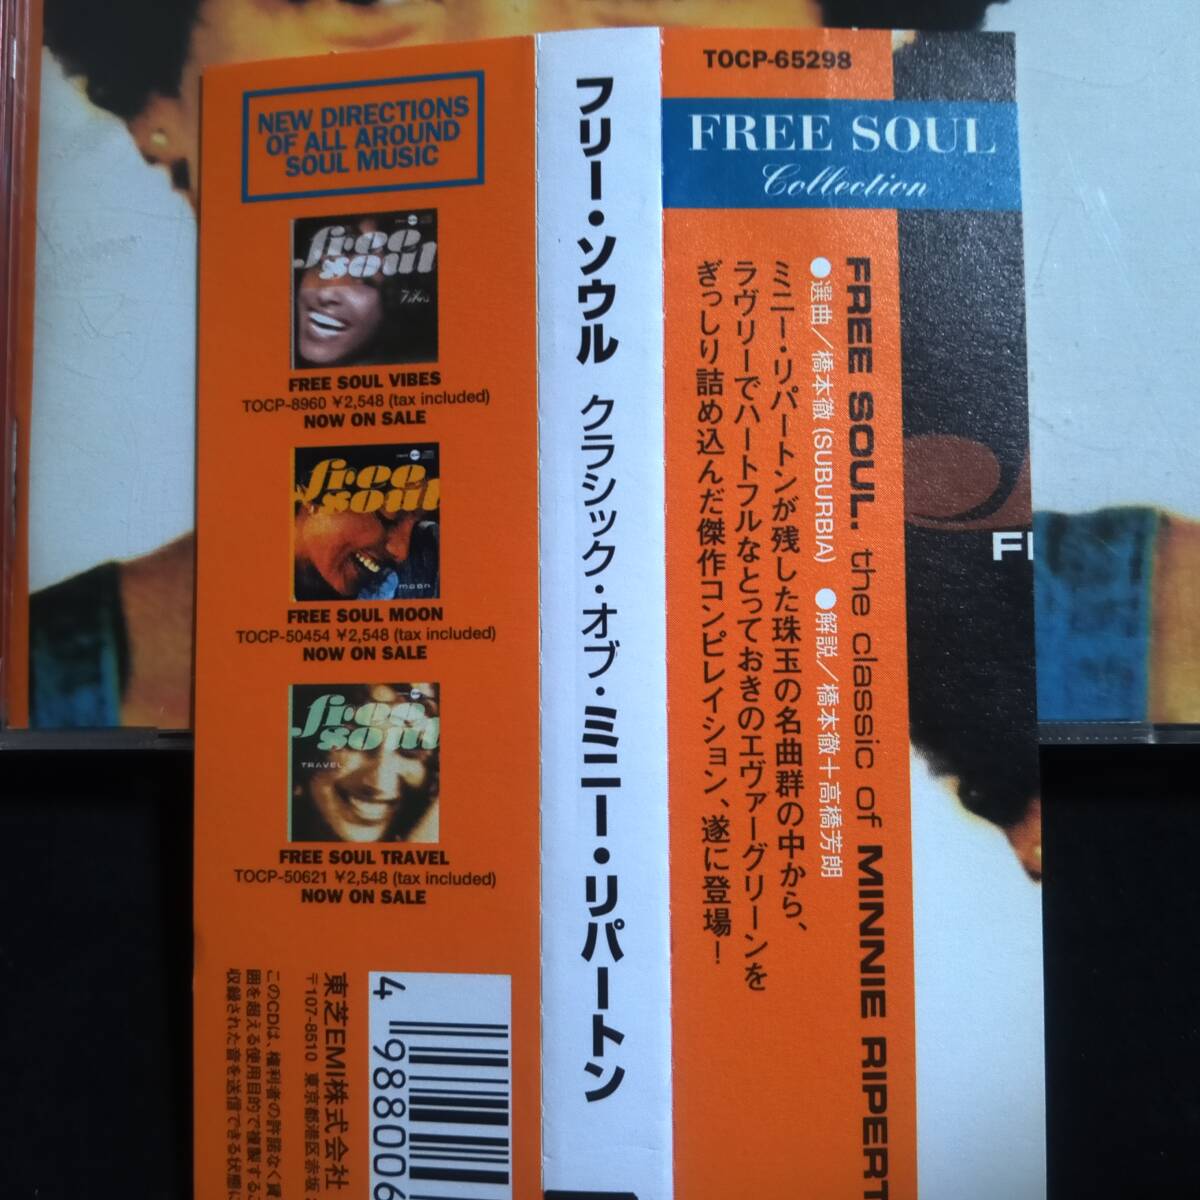 TOCP-65298
FREE SOUL
Collection
FREE SOUL. the classic of MINNIE RIPERT
●選曲／橋本徹 (SUBURBIA) ●解説／橋本徹＋高橋芳朗
ミニー・リパートンが残した珠玉の名曲群の中から、
ラヴリーでハートフルなとっておきのエヴァーグリーンを
ぎっしり詰め込んだ傑作コンピレイション、遂に登場！
フリー・ソウル クラシック・オブ・ミニー・リパートン
NEW DIRECTIONS
OF ALL AROUND
SOUL MUSIC
free
soul
Vibes
FREE SOUL VIBES
TOCP-8960 ¥2,548 (tax included)
NOW ON SALE
free
soul
moon
FREE SOUL MOON
TOCP-50454 ¥2,548 (tax included)
NOW ON SALE
free
soul
TRAVEL
FREE SOUL TRAVEL
TOCP-50621 ¥2,548 (tax included)
NOW ON SALE
4 988006
東芝EMI株式会社
〒107-8510 東京都港区赤坂
このCDは、権利者の許諾なく賃
囲を超える使用目的で複製するこ
収録された音を送信できる状態に